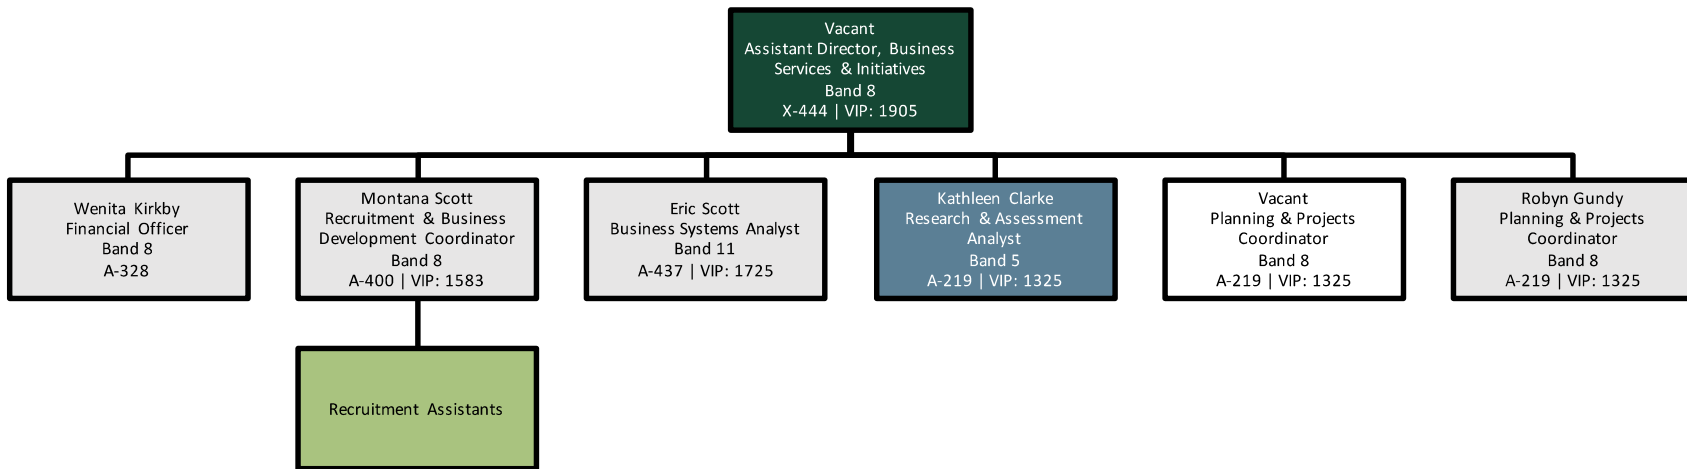 Vacant
Assistant Director, Business
Services & Initiatives
Band 8
X-444 | VIP: 1905
Wenita Kirkby
Financial Officer
Band 8
A-328
Montana Scott
Recruitment & Business
Development Coordinator
Band 8
A-400 | VIP: 1583
Eric Scott
Business Systems Analyst
Band 11
A-437 | VIP: 1725
Kathleen Clarke
Research & Assessment
Analyst
Band 5
A-219 | VIP: 1325
Vacant
Planning & Projects
Coordinator
Band 8
A-219 | VIP: 1325
Robyn Gundy
Planning & Projects
Coordinator
Band 8
A-219 | VIP: 1325
Recruitment Assistants